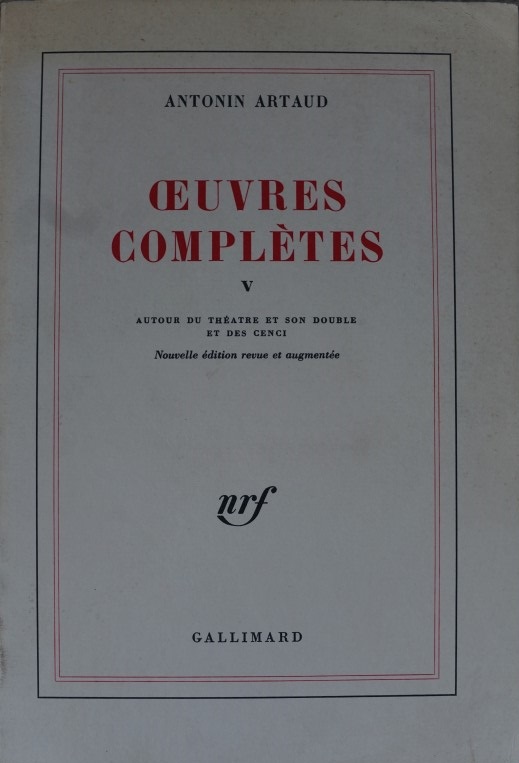 ANTONIN ARTAUD
ŒUVRES
COMPLÈTES
V
AUTOUR DU THÉATRE ET SON DOUBLE
ET DES CENCI
Nouvelle édition revue et augmentée
nrf
GALLIMARD